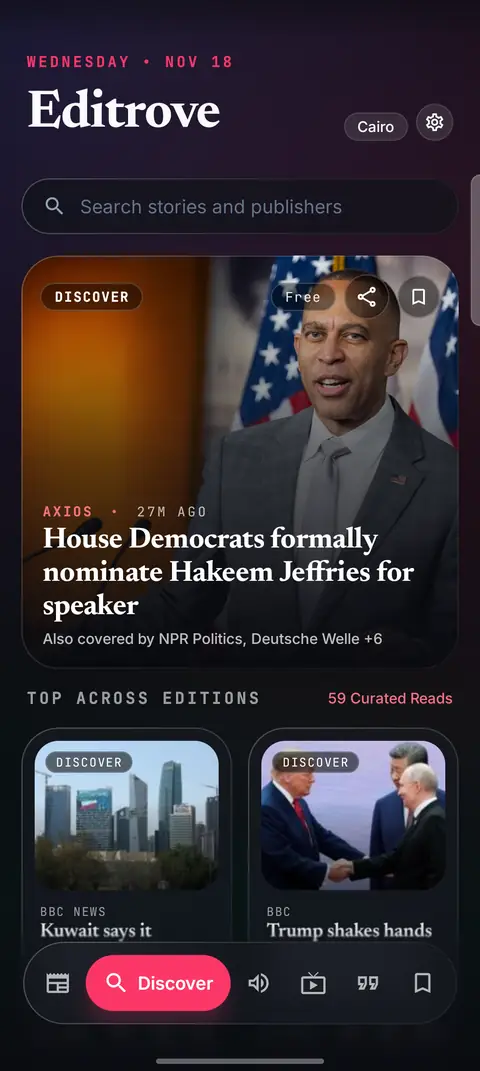 WEDNESDAY • NOV 18
Editrove
Cairo
Search stories and publishers
DISCOVER
Free
AXIOS • 27M AGO
House Democrats formally
nominate Hakeem Jeffries for
speaker
Also covered by NPR Politics, Deutsche Welle +6
TOP ACROSS EDITIONS
59 Curated Reads
DISCOVER
DISCOVER
BBC NEWS
Kuwait says it
BBC
Trump shakes hands
Discover